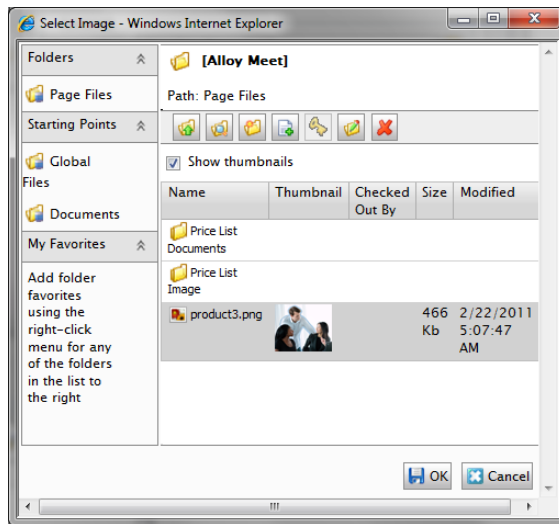 Select Image - Windows Internet Explorer
Folders
Page Files
Starting Points
Global
Files
Documents
My Favorites
Add folder
favorites
using the
right-click
menu for any
of the folders
in the list to
the right
[Alloy Meet]
Path: Page Files
Show thumbnails
Name Thumbnail Checked Out By Size Modified
Price List
Documents
Price List
Image
product3.png 466 Kb 2/22/2011 5:07:47 AM
OK Cancel